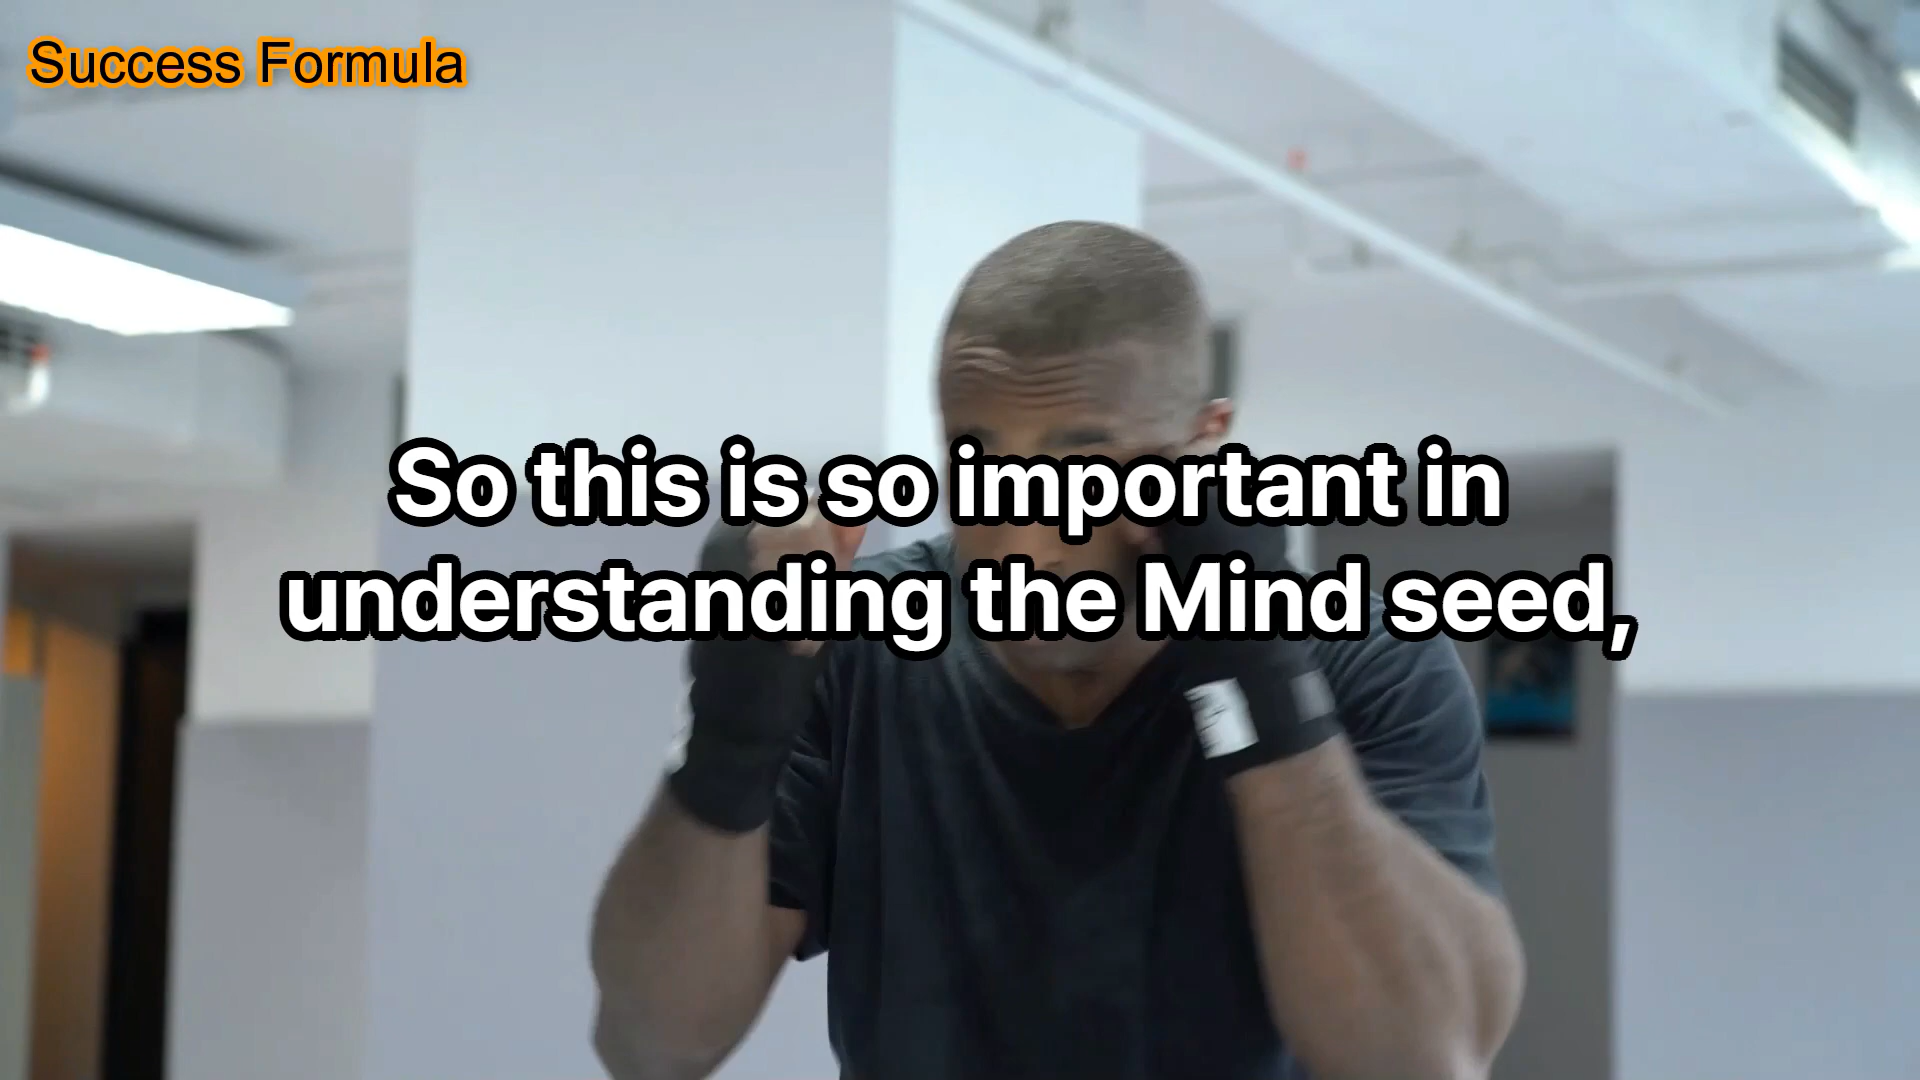 Success Formula
So this is so important in
understanding the Mind seed,